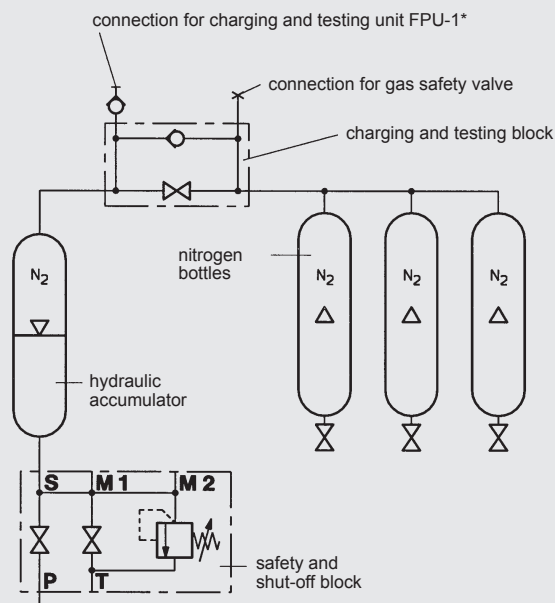 connection for charging and testing unit FPU-1*
connection for gas safety valve
charging and testing block
nitrogen
bottles
N2
N2
N2
N2
hydraulic
accumulator
S
M 1
M 2
P
T
safety and
shut-off block